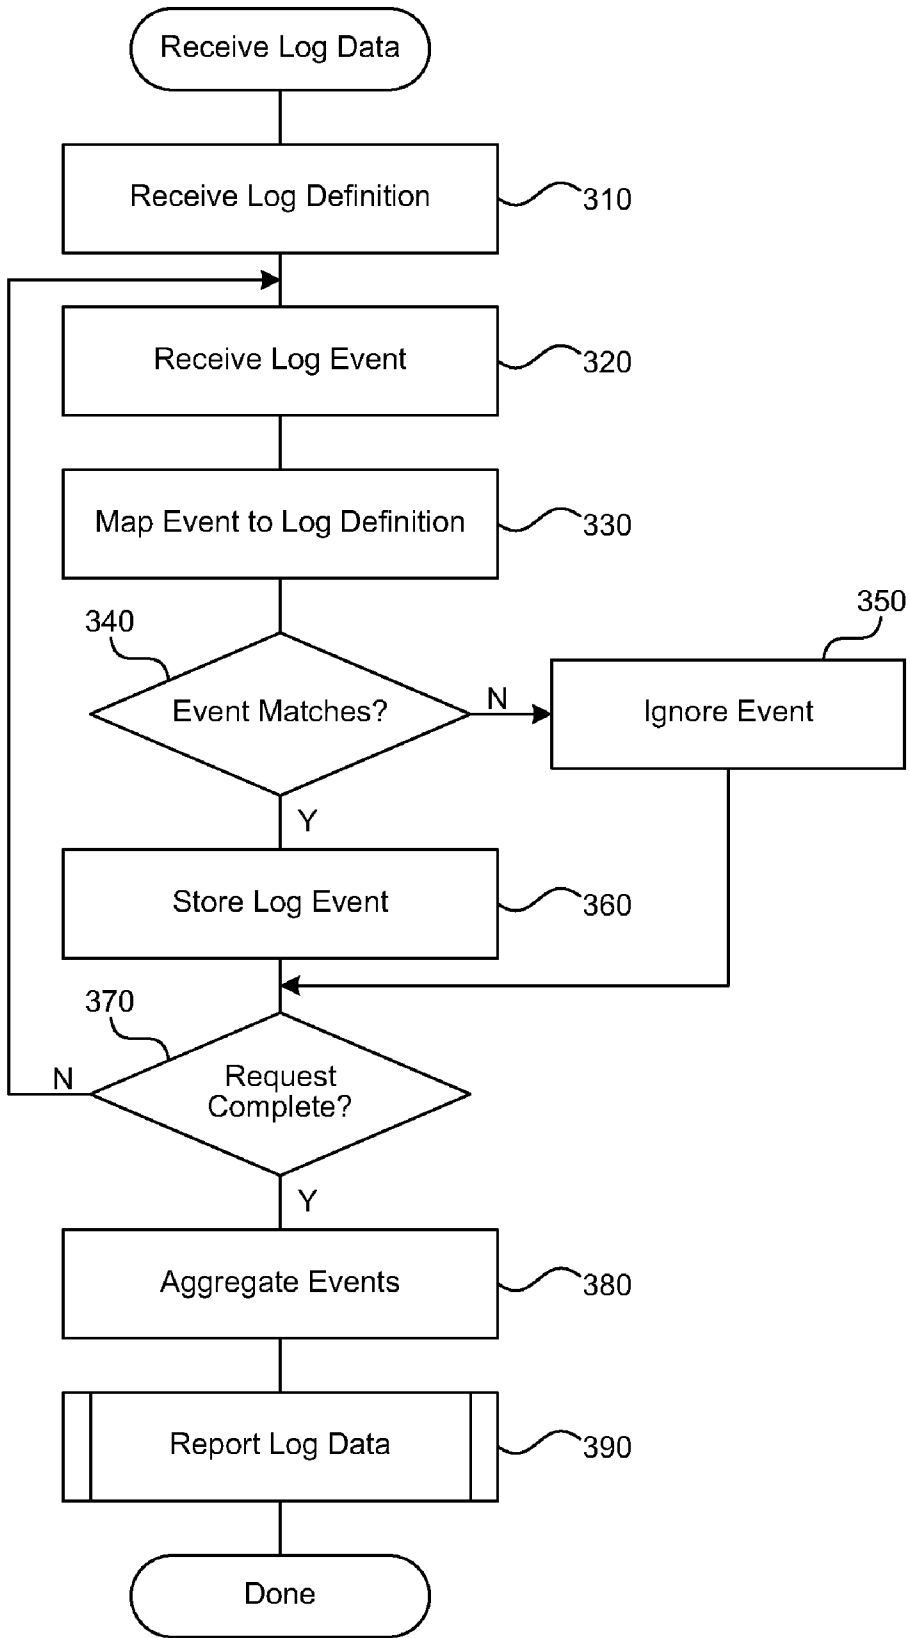 Receive Log Data
Receive Log Definition
310
Receive Log Event
320
Map Event to Log Definition
330
340
350
Event Matches?
N
Ignore Event
Y
Store Log Event
360
370
N
Request
Complete?
Y
Aggregate Events
380
Report Log Data
390
Done